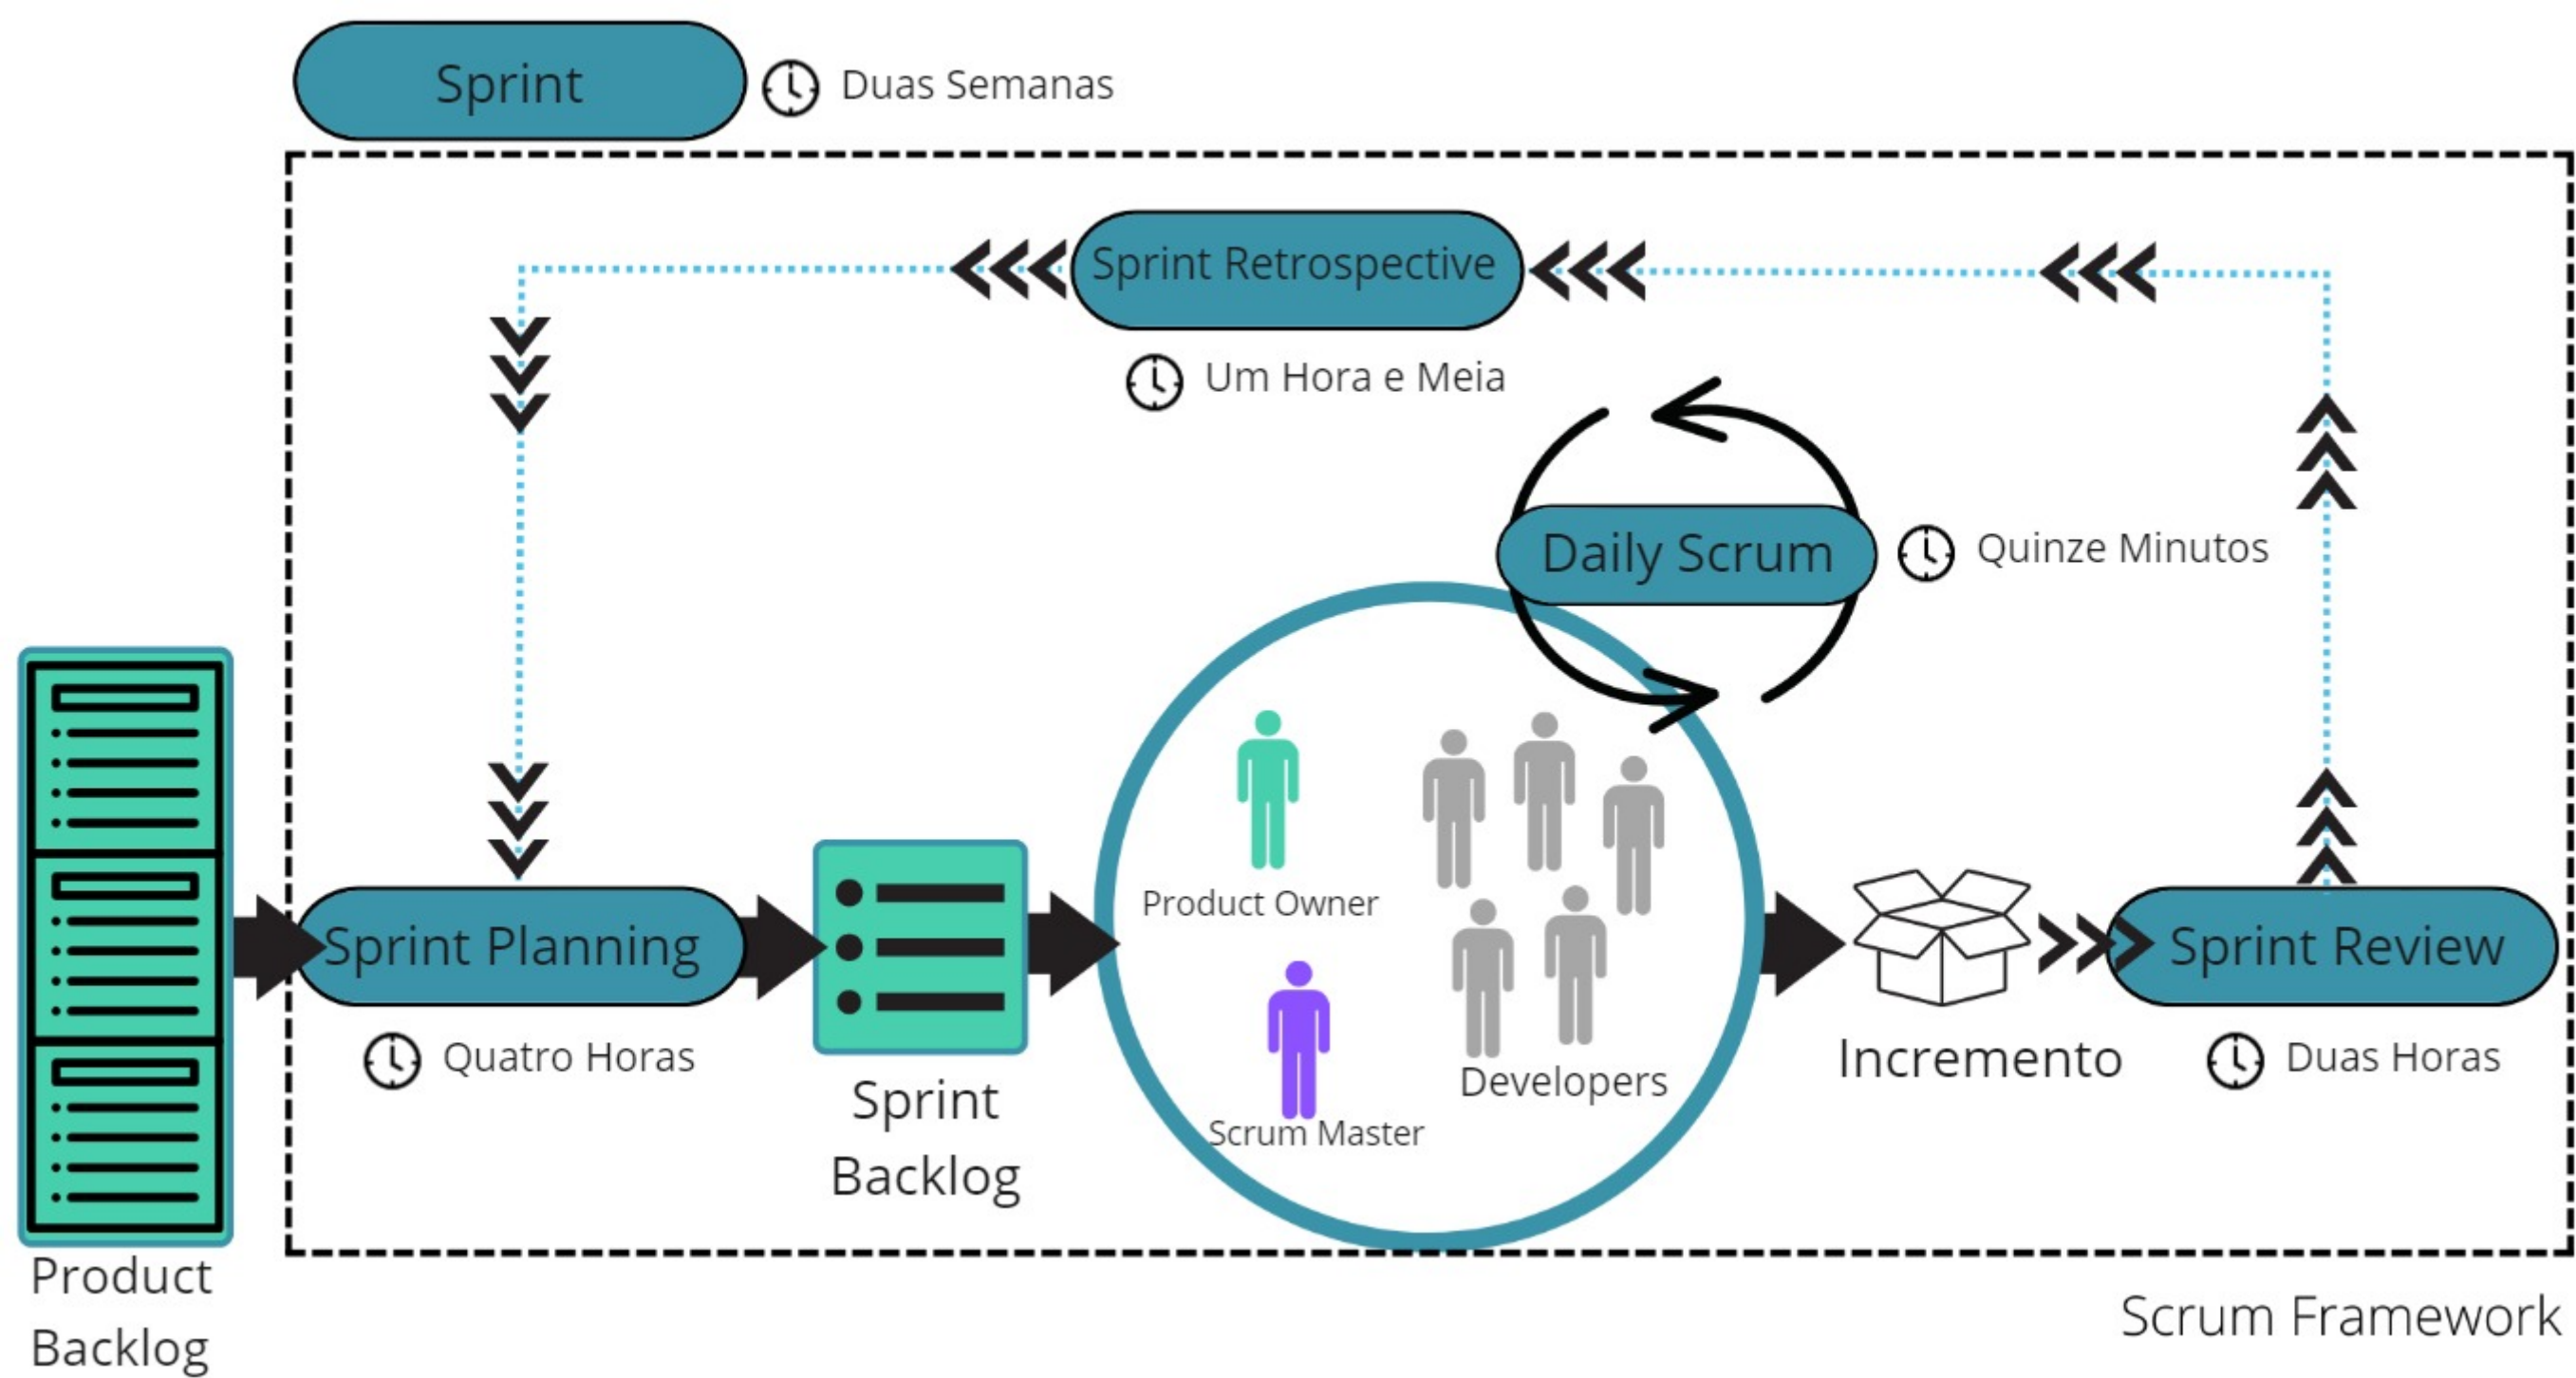 Sprint
Duas Semanas
Sprint Retrospective
Um Hora e Meia
Daily Scrum
Quinze Minutos
Product Owner
Sprint Planning
Sprint Review
Quatro Horas
Incremento
Duas Horas
Developers
Sprint
Backlog
Scrum Master
Product
Backlog
Scrum Framework